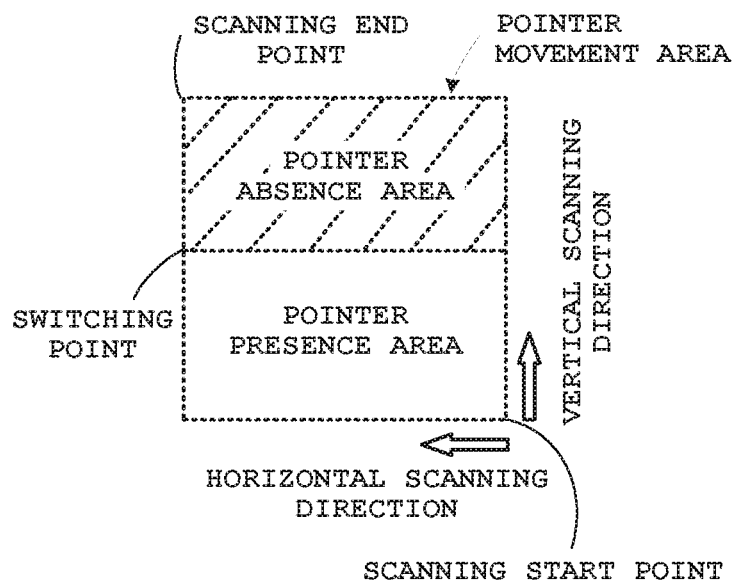 SCANNING END
POINT
POINTER
MOVEMENT AREA
POINTER
ABSENCE AREA
VERTICAL SCANNING
DIRECTION
SWITCHING
POINT
POINTER
PRESENCE AREA
HORIZONTAL SCANNING
DIRECTION
SCANNING START POINT